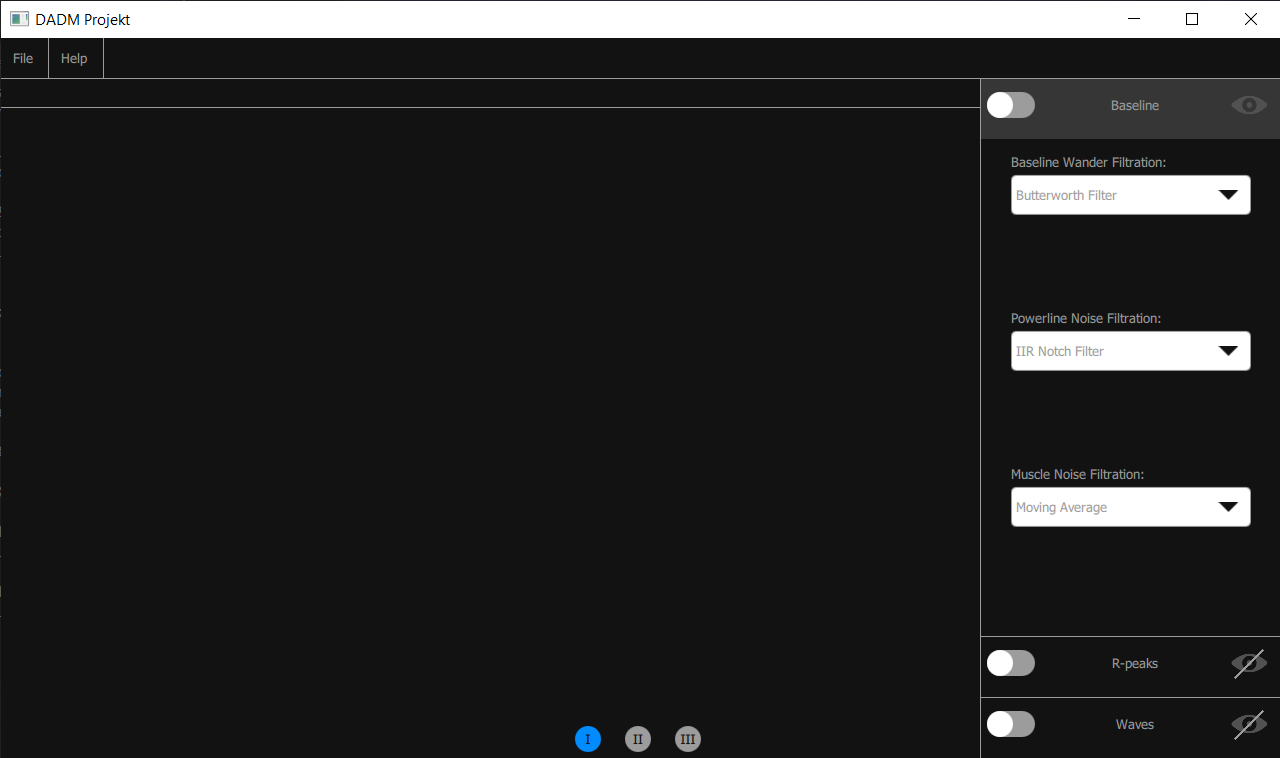 DADM Projekt
File
Help
Baseline
Baseline Wander Filtration:
Butterworth Filter
Powerline Noise Filtration:
IIR Notch Filter
Muscle Noise Filtration:
Moving Average
R-peaks
Waves
I
II
III